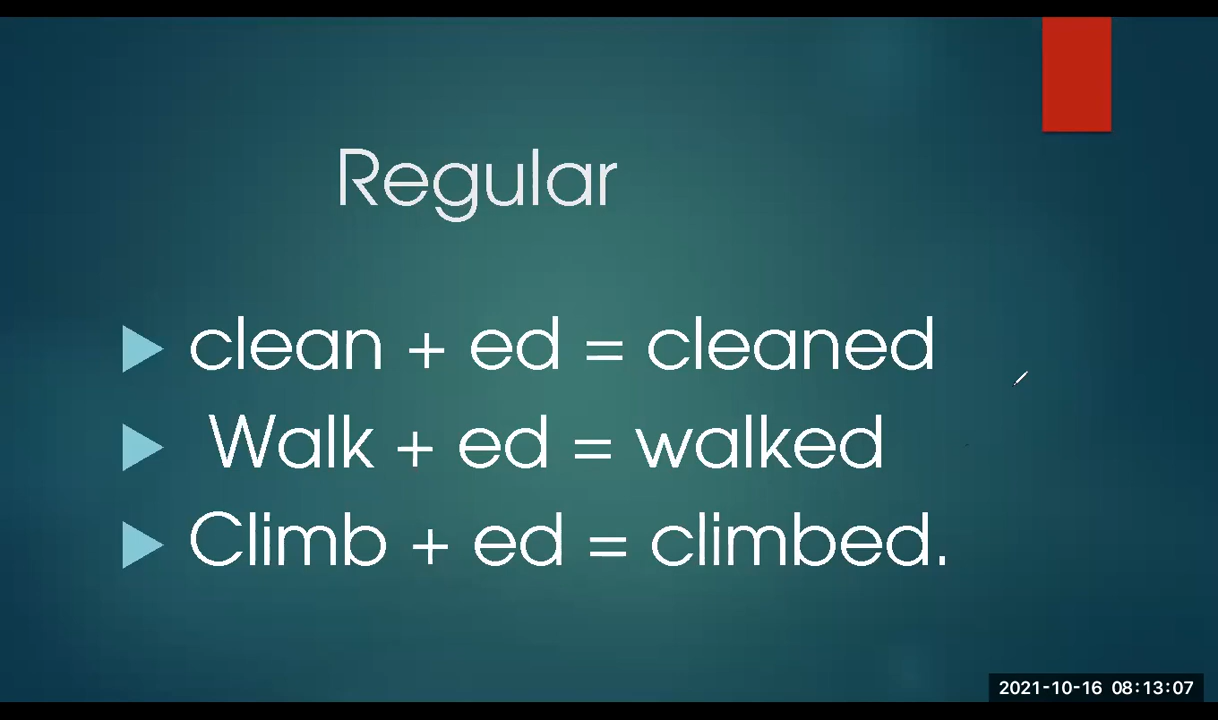 Regular
clean + ed = cleaned
Walk + ed = walked
Climb + ed = climbed.
2021-10-16 08:13:07